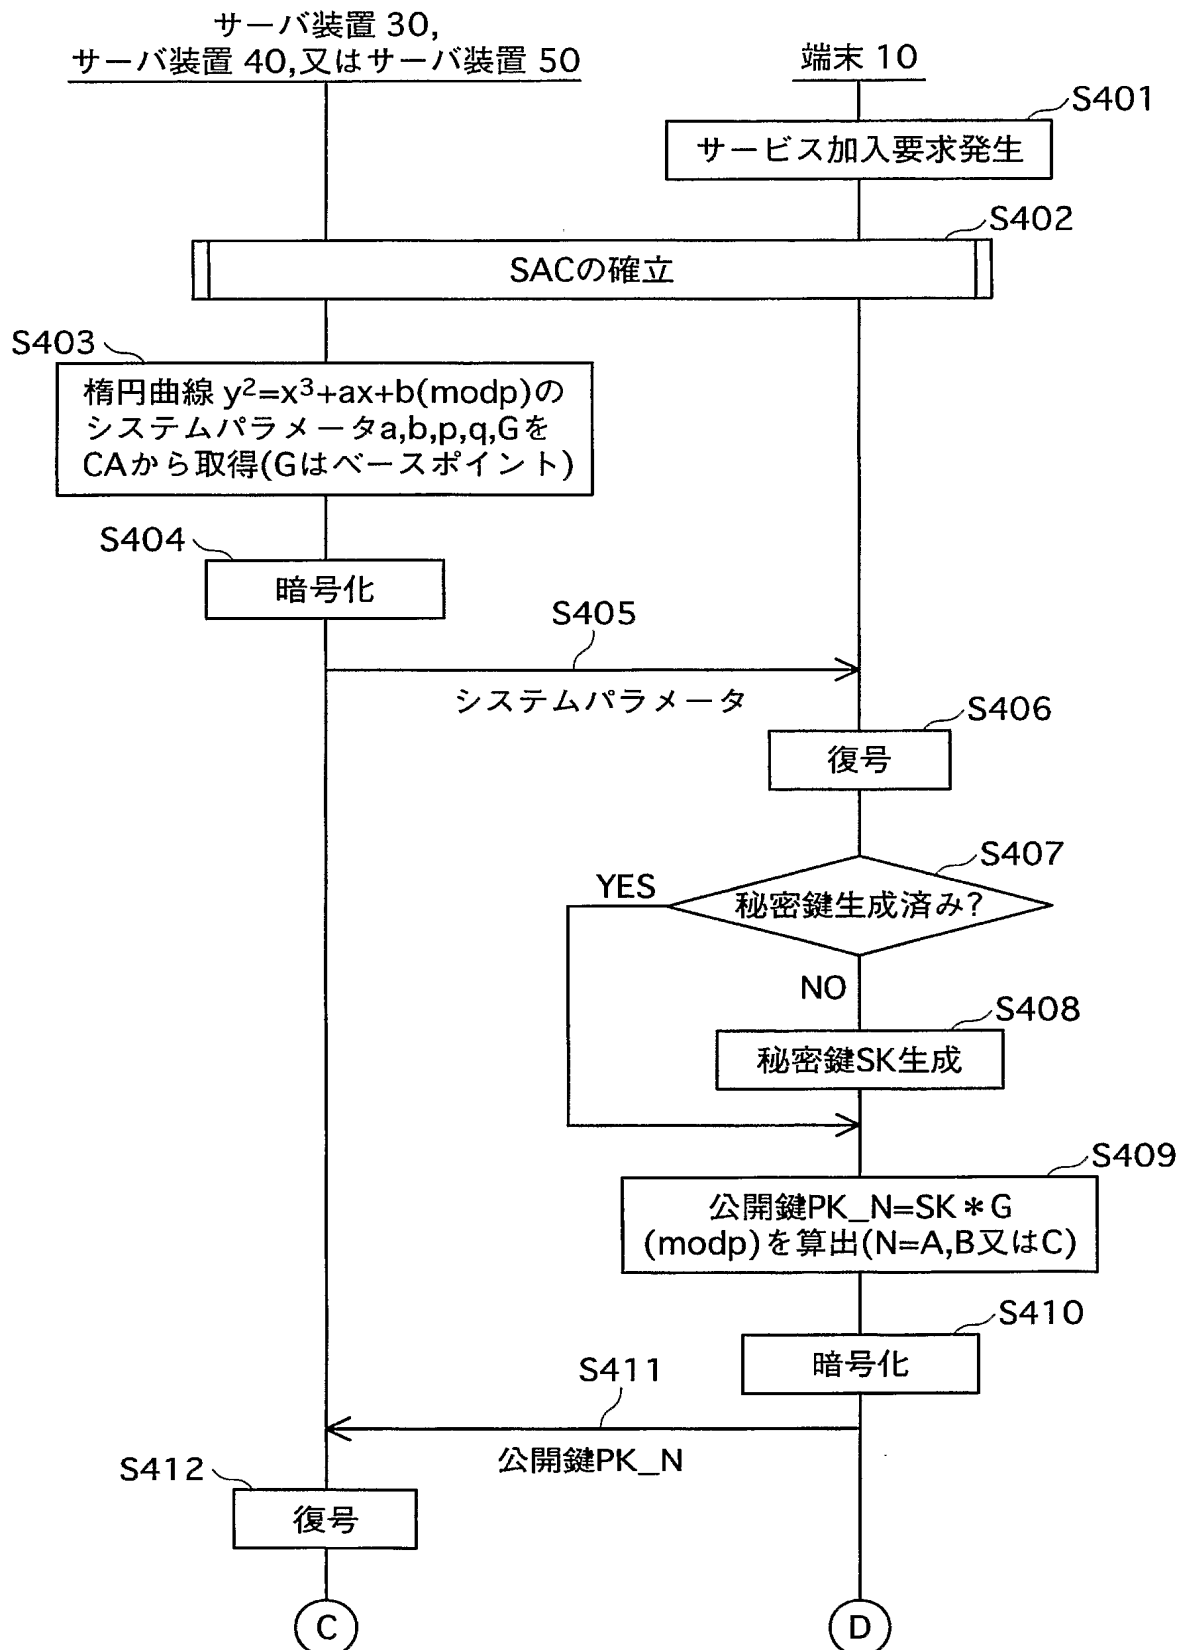 サーバ装置 30,
サーバ装置 40,又はサーバ装置 50
端末 10
S401
サービス加入要求発生
S402
SACの確立
S403
楕円曲線 y²=x³+ax+b(modp)の
システムパラメータa,b,p,q,Gを
CAから取得(Gはベースポイント)
S404
暗号化
S405
システムパラメータ
S406
復号
S407
YES
秘密鍵生成済み?
NO
S408
秘密鍵SK生成
S409
公開鍵PK_N=SK*G
(modp)を算出(N=A,B又はC)
S410
暗号化
S411
公開鍵PK_N
S412
復号
C
D